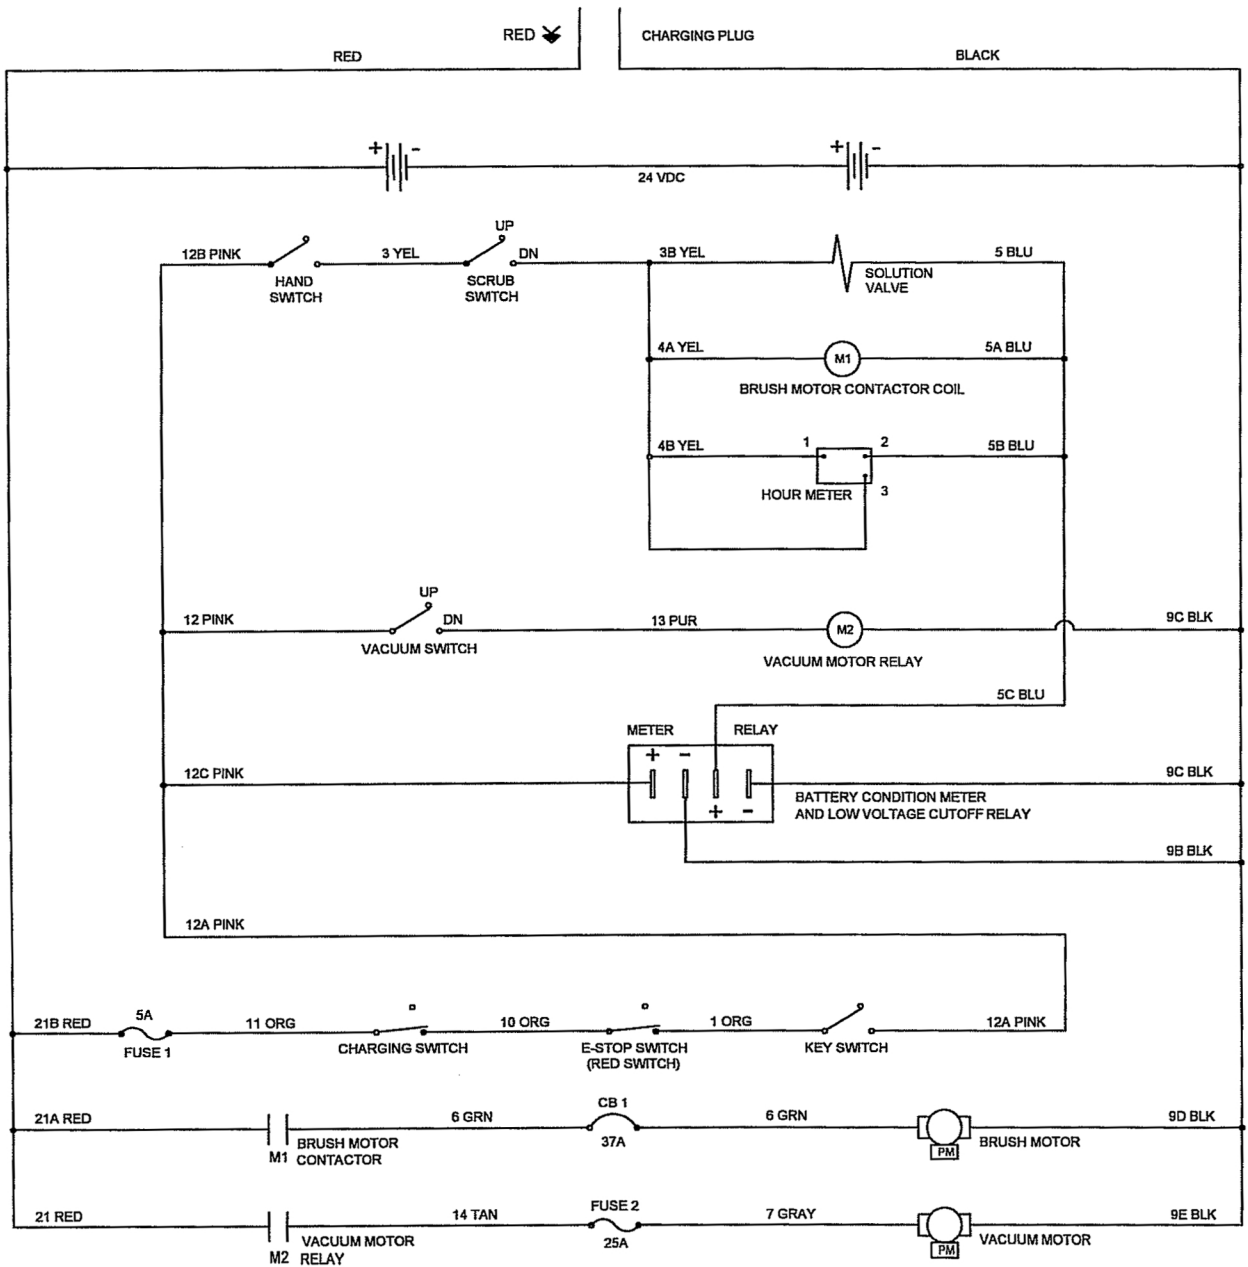 RED
CHARGING PLUG
RED
BLACK
+ -
+ -
24 VDC
UP
12B PINK
3 YEL
DN
3B YEL
5 BLU
HAND
SWITCH
SCRUB
SWITCH
SOLUTION
VALVE
4A YEL
M1
5A BLU
BRUSH MOTOR CONTACTOR COIL
4B YEL
1
2
5B BLU
HOUR METER
3
UP
12 PINK
DN
13 PUR
M2
9C BLK
VACUUM SWITCH
VACUUM MOTOR RELAY
5C BLU
METER
RELAY
+ -
12C PINK
9C BLK
+ -
BATTERY CONDITION METER
AND LOW VOLTAGE CUTOFF RELAY
9B BLK
12A PINK
21B RED
5A
11 ORG
10 ORG
1 ORG
12A PINK
FUSE 1
CHARGING SWITCH
E-STOP SWITCH
(RED SWITCH)
KEY SWITCH
21A RED
6 GRN
CB 1
6 GRN
9D BLK
M1
BRUSH MOTOR
CONTACTOR
37A
PM
BRUSH MOTOR
21 RED
14 TAN
FUSE 2
7 GRAY
9E BLK
M2
VACUUM MOTOR
RELAY
25A
PM
VACUUM MOTOR